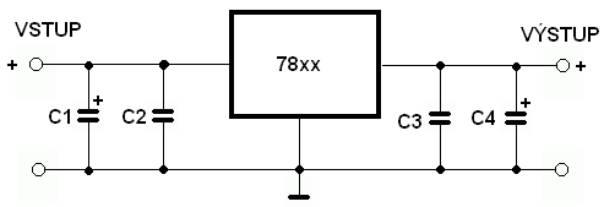 VSTUP
VÝSTUP
+
78xx
+
C1
+
C2
C3
C4
+